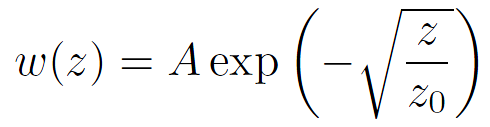 w(z) = A exp(-√(z/z₀))